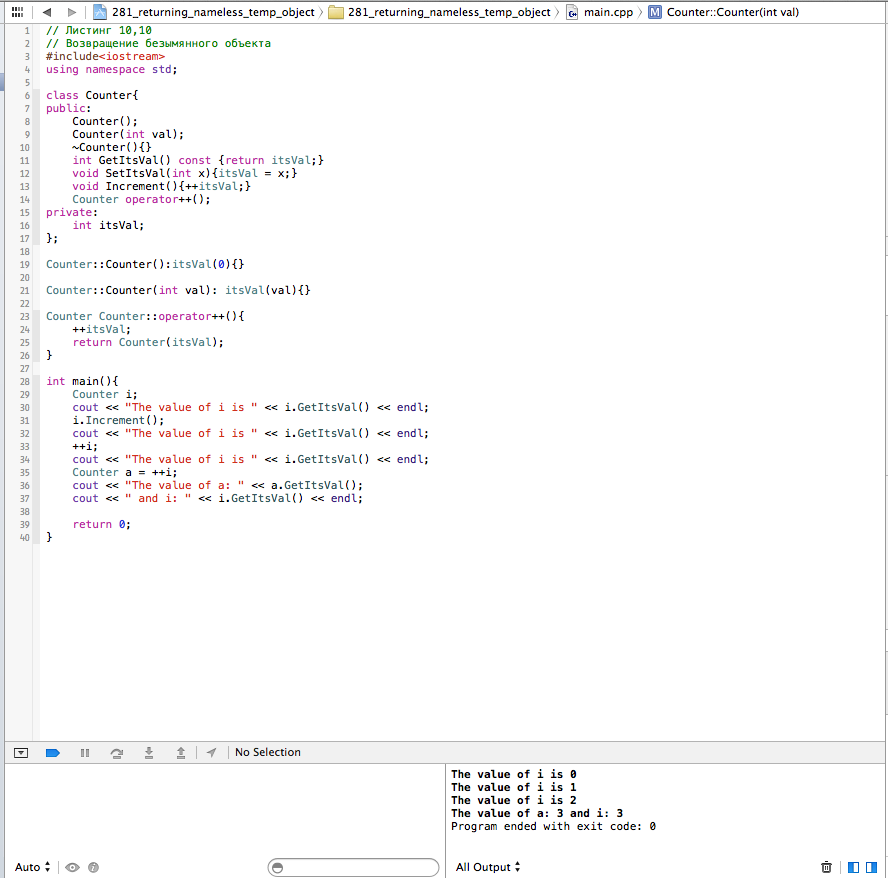 281_returning_nameless_temp_object 281_returning_nameless_temp_object main.cpp M Counter::Counter(int val)
1 // Листинг 10,10
2 // Возвращение безымянного объекта
3 #include<iostream>
4 using namespace std;
5
6 class Counter{
7 public:
8     Counter();
9     Counter(int val);
10     ~Counter(){}
11     int GetItsVal() const {return itsVal;}
12     void SetItsVal(int x){itsVal = x;}
13     void Increment(){++itsVal;}
14     Counter operator++();
15 private:
16     int itsVal;
17 };
18
19 Counter::Counter():itsVal(0){}
20
21 Counter::Counter(int val): itsVal(val){}
22
23 Counter Counter::operator++(){
24     ++itsVal;
25     return Counter(itsVal);
26 }
27
28 int main(){
29     Counter i;
30     cout << "The value of i is " << i.GetItsVal() << endl;
31     i.Increment();
32     cout << "The value of i is " << i.GetItsVal() << endl;
33     ++i;
34     cout << "The value of i is " << i.GetItsVal() << endl;
35     Counter a = ++i;
36     cout << "The value of a: " << a.GetItsVal();
37     cout << " and i: " << i.GetItsVal() << endl;
38
39     return 0;
40 }
No Selection
The value of i is 0
The value of i is 1
The value of i is 2
The value of a: 3 and i: 3
Program ended with exit code: 0
Auto
All Output